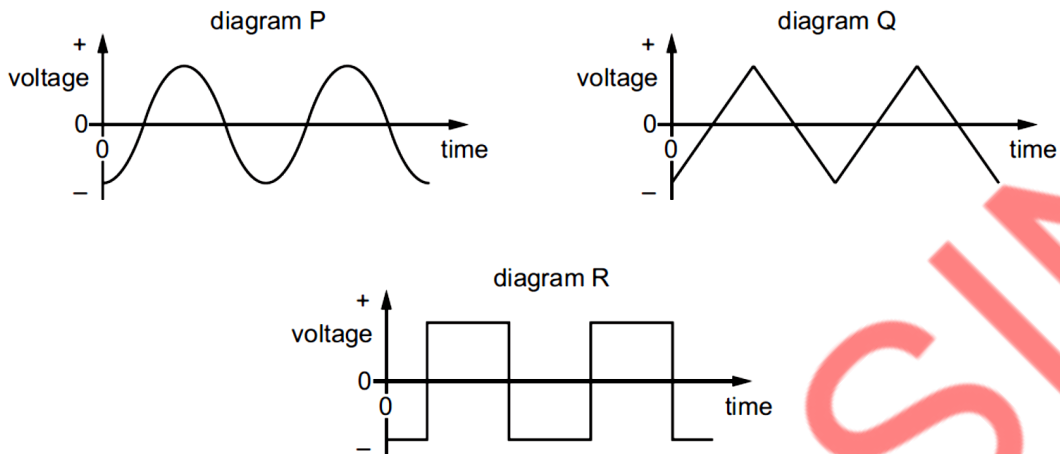 diagram P
+
voltage
0
0
time
–
diagram Q
+
voltage
0
0
time
–
diagram R
+
voltage
0
0
time
–